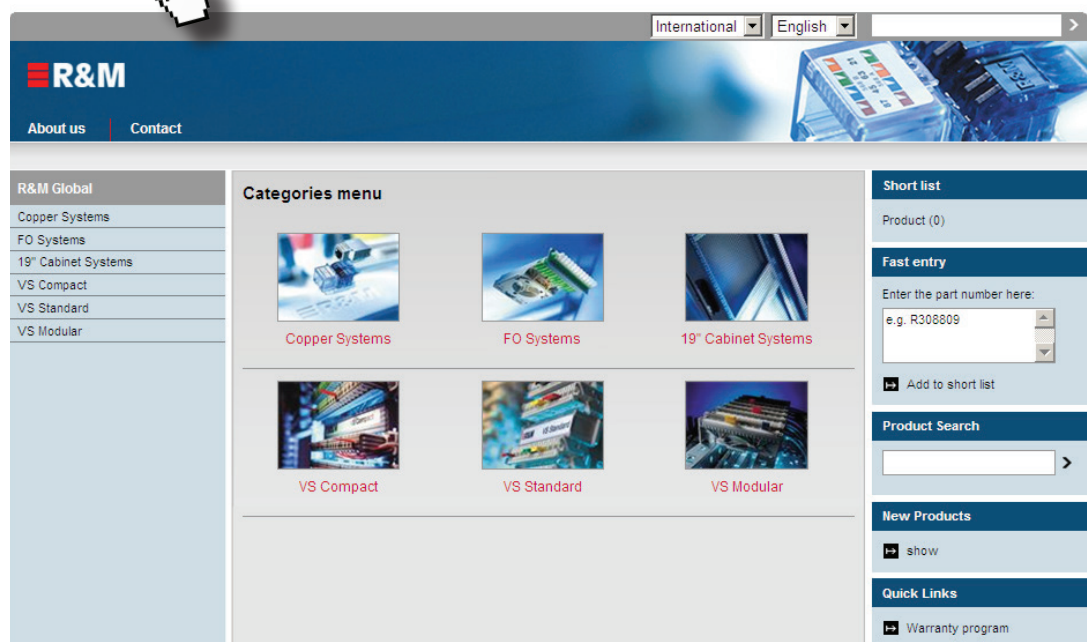 International English >
R&M
About us Contact
R&M Global
Copper Systems
FO Systems
19" Cabinet Systems
VS Compact
VS Standard
VS Modular
Categories menu
Copper Systems FO Systems 19" Cabinet Systems
VS Compact VS Standard VS Modular
Short list
Product (0)
Fast entry
Enter the part number here:
e.g. R308809
Add to short list
Product Search
>
New Products
show
Quick Links
Warranty program